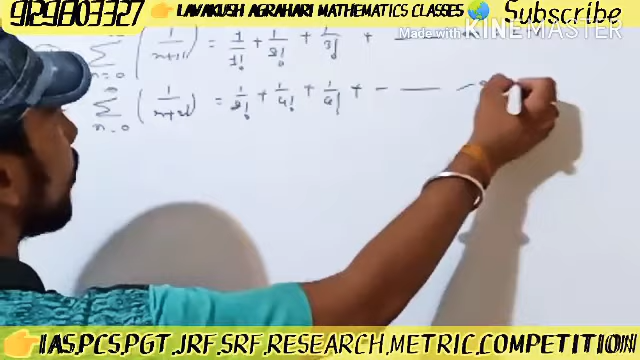 9129803327 👉 LAVAKUSH AGRAHARI MATHEMATICS CLASSES 🌎 Subscribe
Made with KINEMASTER
∑ n=0 (1/(n+1)!) = 1/1! + 1/2! + 1/3! + —
∑ n=0 (1/(n+2)!) = 1/2! + 1/4! + 1/6! + - —
👉 IAS,PCS,PGT,JRF,SRF,RESEARCH,METRIC,COMPETITION